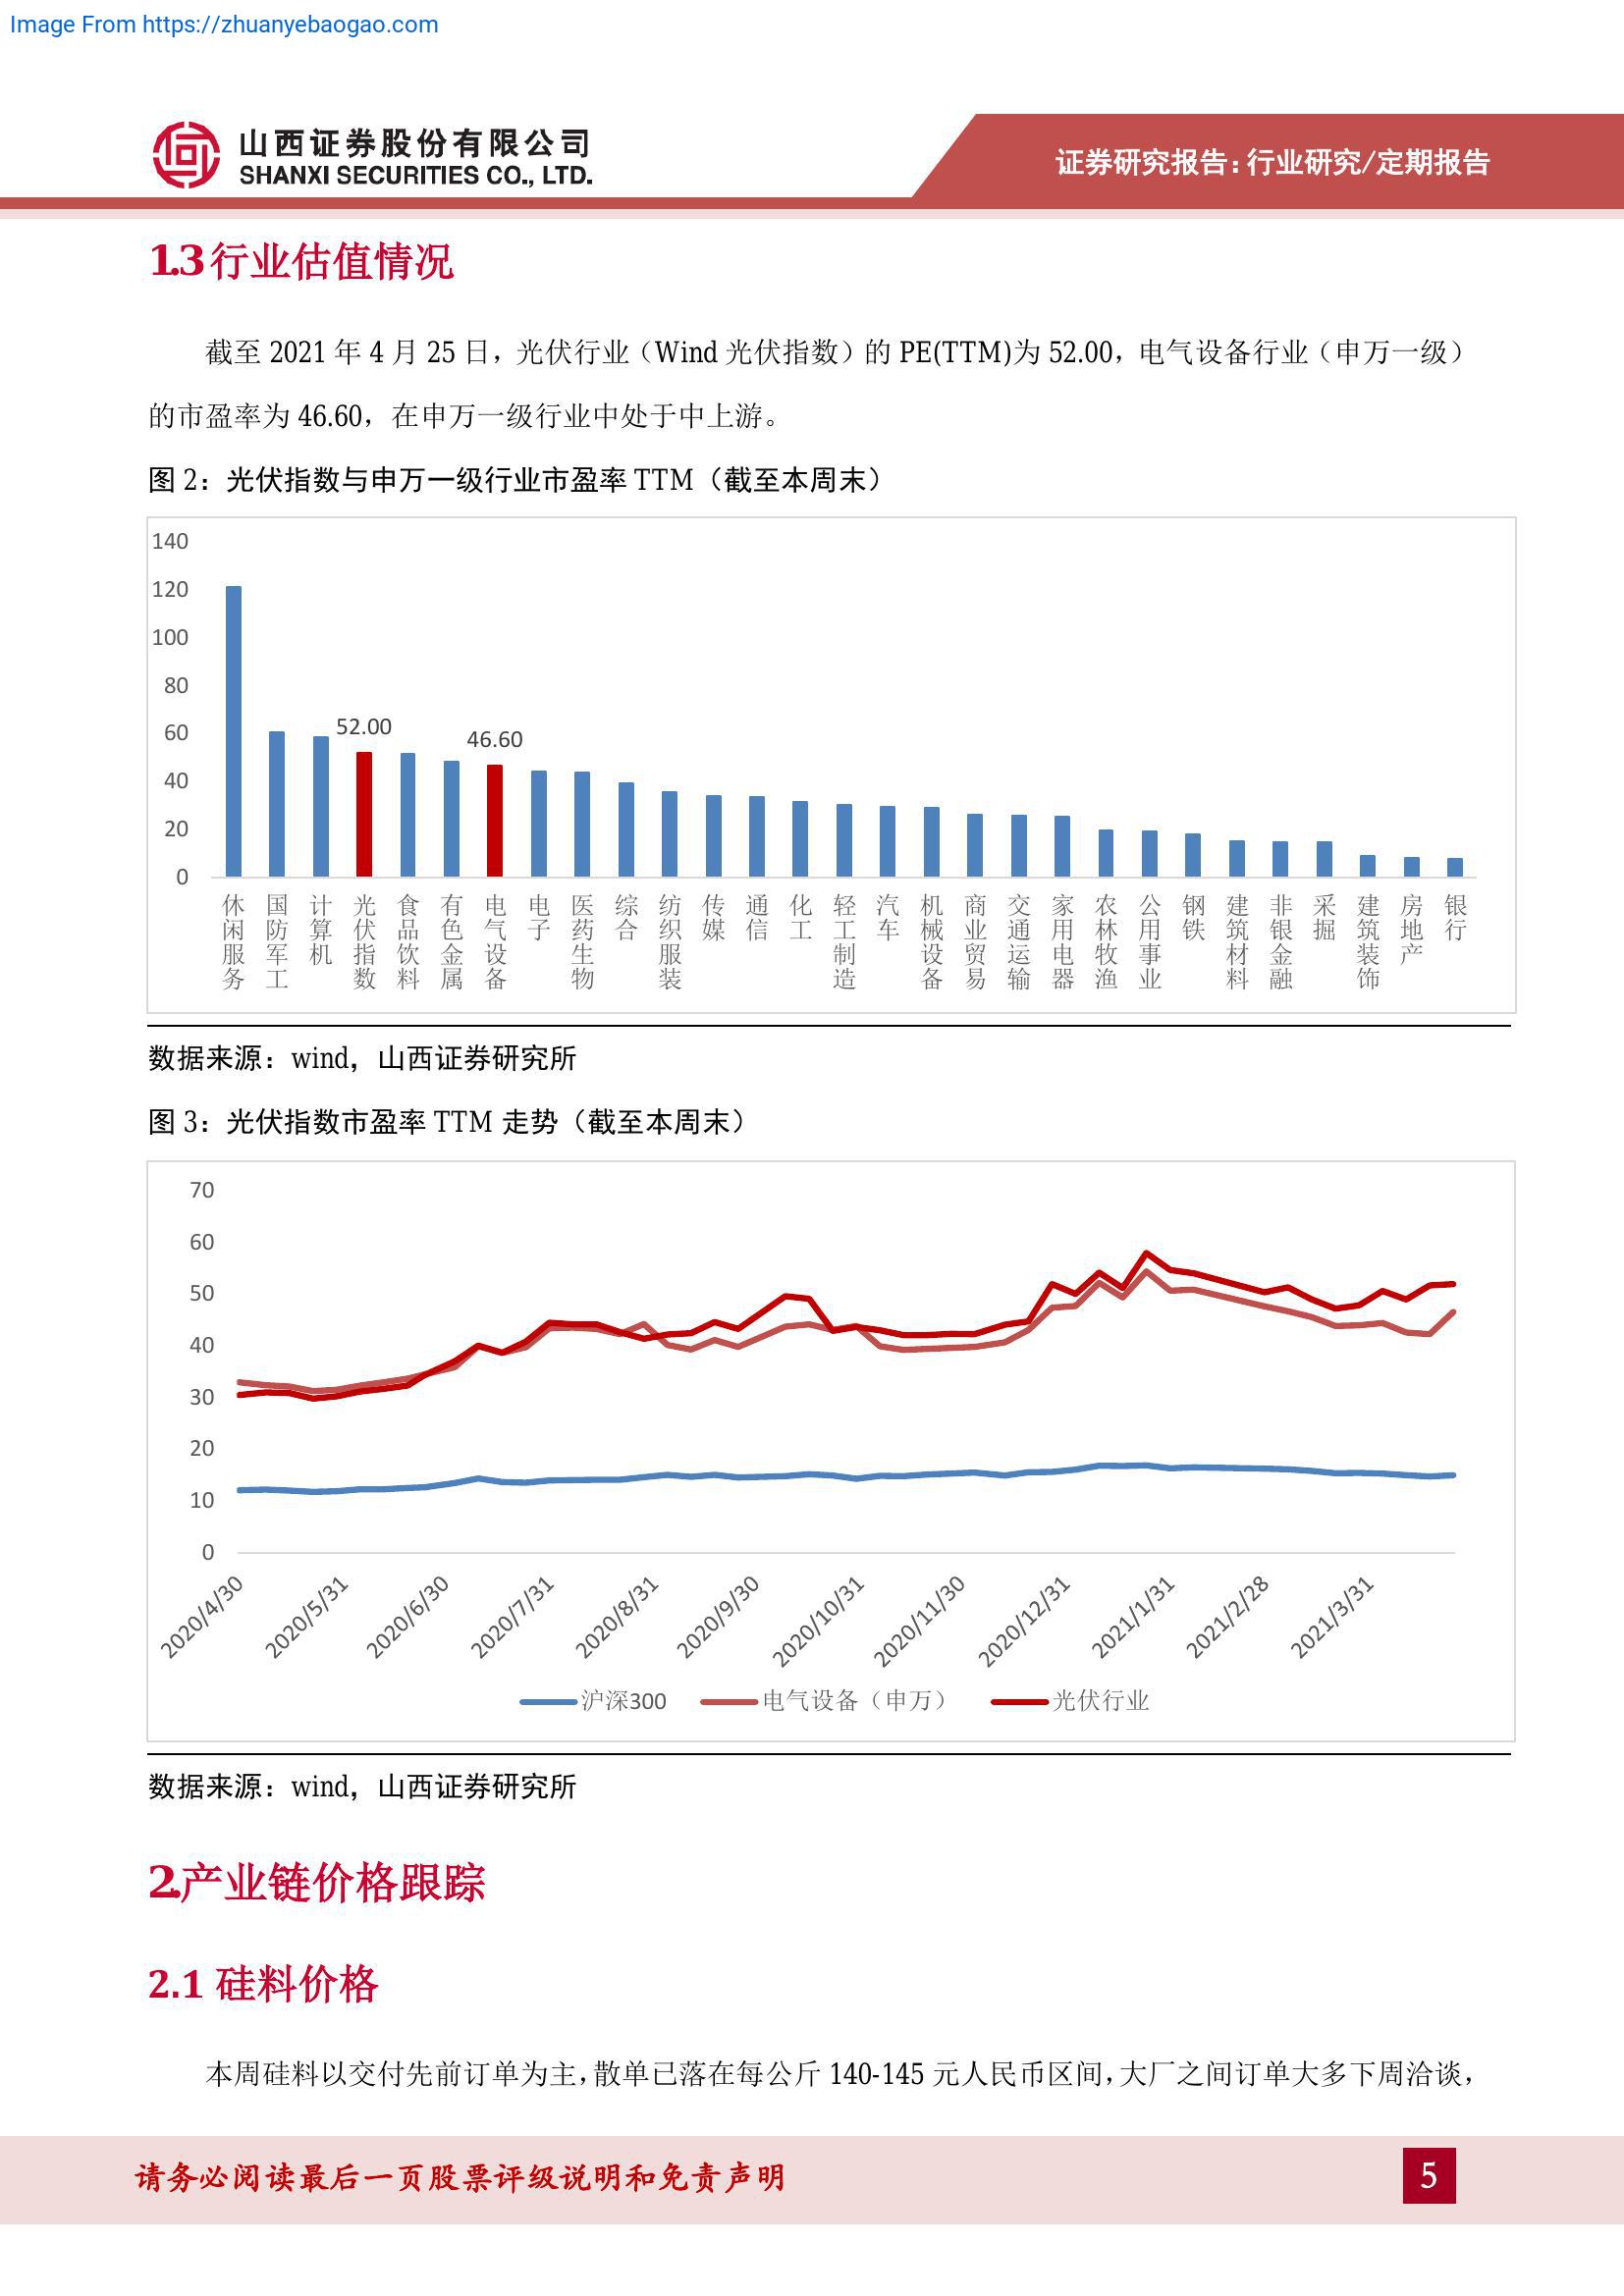 Image From https://zhuanyebaogao.com
山西证券股份有限公司
SHANXI SECURITIES CO., LTD.
证券研究报告:行业研究/定期报告
1.3 行业估值情况
截至 2021 年 4 月 25 日，光伏行业（Wind 光伏指数）的 PE(TTM)为 52.00，电气设备行业（申万一级）
的市盈率为 46.60，在申万一级行业中处于中上游。
图 2：光伏指数与申万一级行业市盈率 TTM（截至本周末）
140
120
100
80
60
40
20
0
52.00
46.60
休闲服务
国防军工
计算机
光伏指数
食品饮料
有色金属
电气设备
电子
医药生物
综合
纺织服装
传媒
通信
化工
轻工制造
汽车
机械设备
商业贸易
交通运输
家用电器
农林牧渔
公用事业
钢铁
建筑材料
非银金融
采掘
建筑装饰
房地产
银行
数据来源：wind，山西证券研究所
图 3：光伏指数市盈率 TTM 走势（截至本周末）
70
60
50
40
30
20
10
0
2020/4/30
2020/5/31
2020/6/30
2020/7/31
2020/8/31
2020/9/30
2020/10/31
2020/11/30
2020/12/31
2021/1/31
2021/2/28
2021/3/31
沪深300
电气设备（申万）
光伏行业
数据来源：wind，山西证券研究所
2.产业链价格跟踪
2.1 硅料价格
本周硅料以交付先前订单为主，散单已落在每公斤 140-145 元人民币区间，大厂之间订单大多下周洽谈，
请务必阅读最后一页股票评级说明和免责声明
5